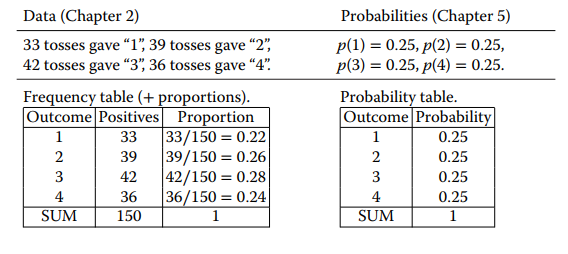 Data (Chapter 2) Probabilities (Chapter 5)
33 tosses gave “1”, 39 tosses gave “2”, p(1) = 0.25, p(2) = 0.25,
42 tosses gave “3”, 36 tosses gave “4”. p(3) = 0.25, p(4) = 0.25.
Frequency table (+ proportions). Probability table.
Outcome Positives Proportion Outcome Probability
1 33 33/150 = 0.22 1 0.25
2 39 39/150 = 0.26 2 0.25
3 42 42/150 = 0.28 3 0.25
4 36 36/150 = 0.24 4 0.25
SUM 150 1 SUM 1